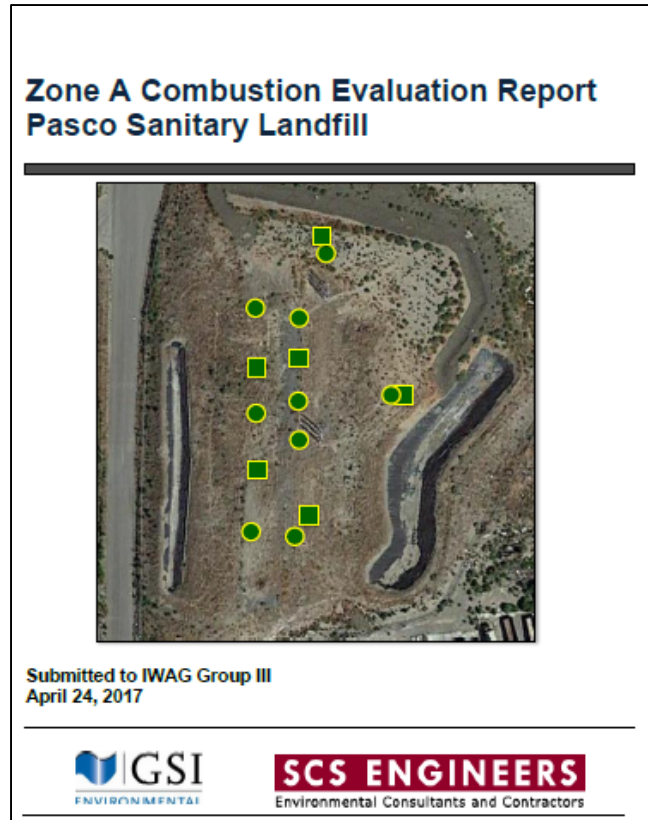 Zone A Combustion Evaluation Report
Pasco Sanitary Landfill
Submitted to IWAG Group III
April 24, 2017
GSI
ENVIRONMENTAL
SCS ENGINEERS
Environmental Consultants and Contractors